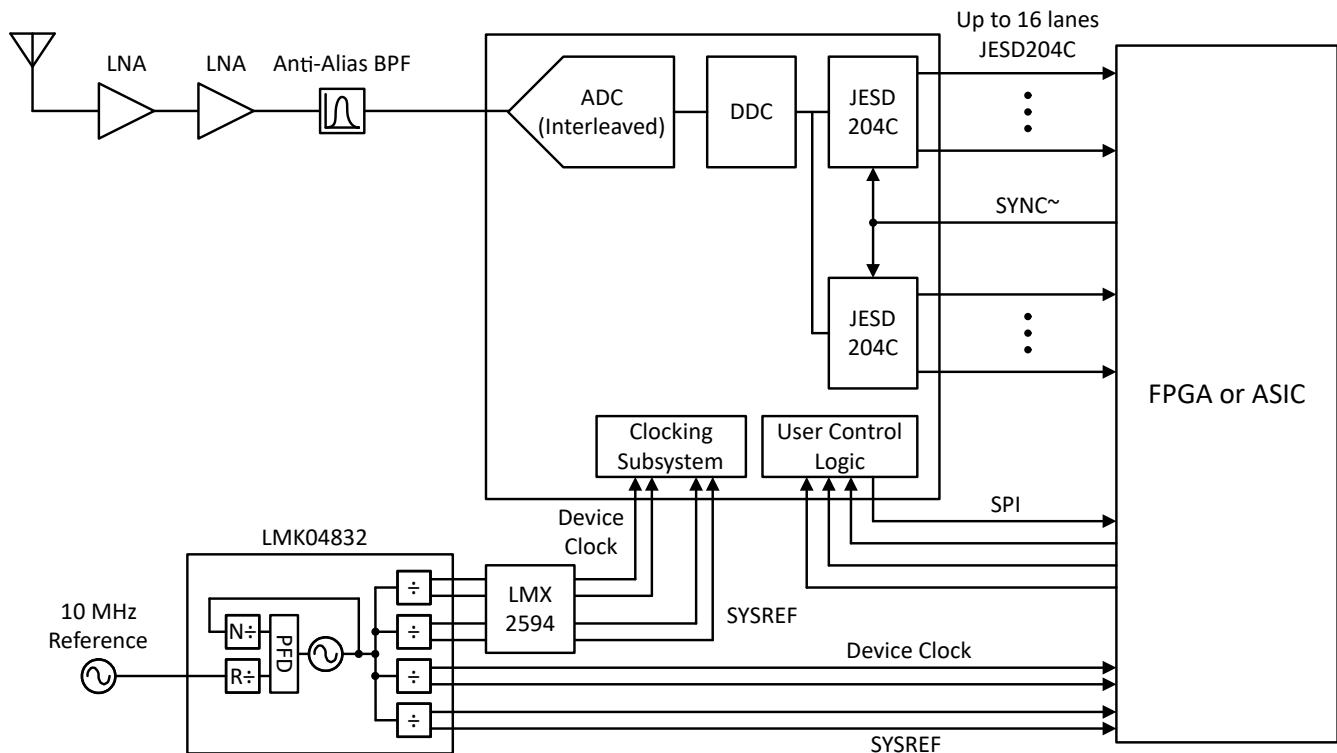 Up to 16 lanes
JESD204C
LNA
LNA
Anti-Alias BPF
ADC
(Interleaved)
DDC
JESD
204C
SYNC~
JESD
204C
FPGA or ASIC
Clocking
Subsystem
User Control
Logic
SPI
Device
Clock
LMK04832
LMX
2594
SYSREF
10 MHz
Reference
N÷
R÷
PFD
÷
÷
÷
÷
Device Clock
SYSREF